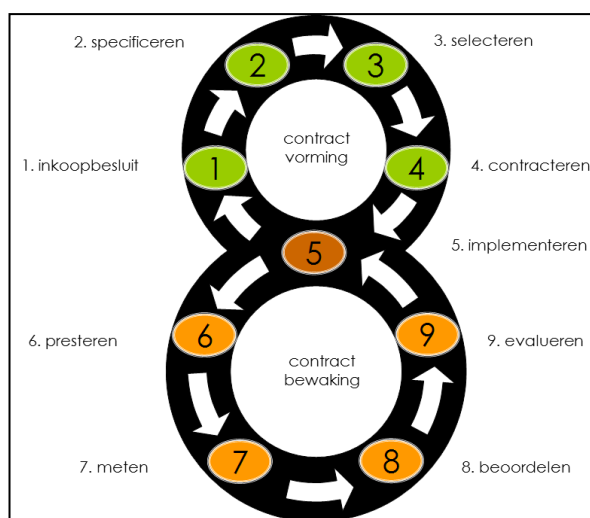 2. specificeren
3. selecteren
2
3
contract
vorming
1. inkoopbesluit
1
4
4. contracteren
5
5. implementeren
6. presteren
6
9
9. evalueren
contract
bewaking
7. meten
7
8
8. beoordelen